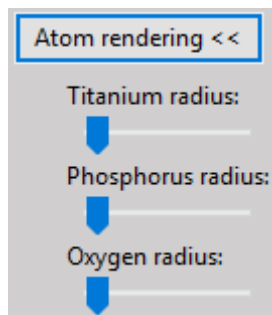 Atom rendering <<
Titanium radius:
Phosphorus radius:
Oxygen radius: